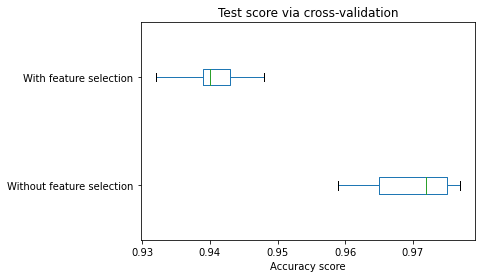 Test score via cross-validation
With feature selection
Without feature selection
0.93 0.94 0.95 0.96 0.97
Accuracy score